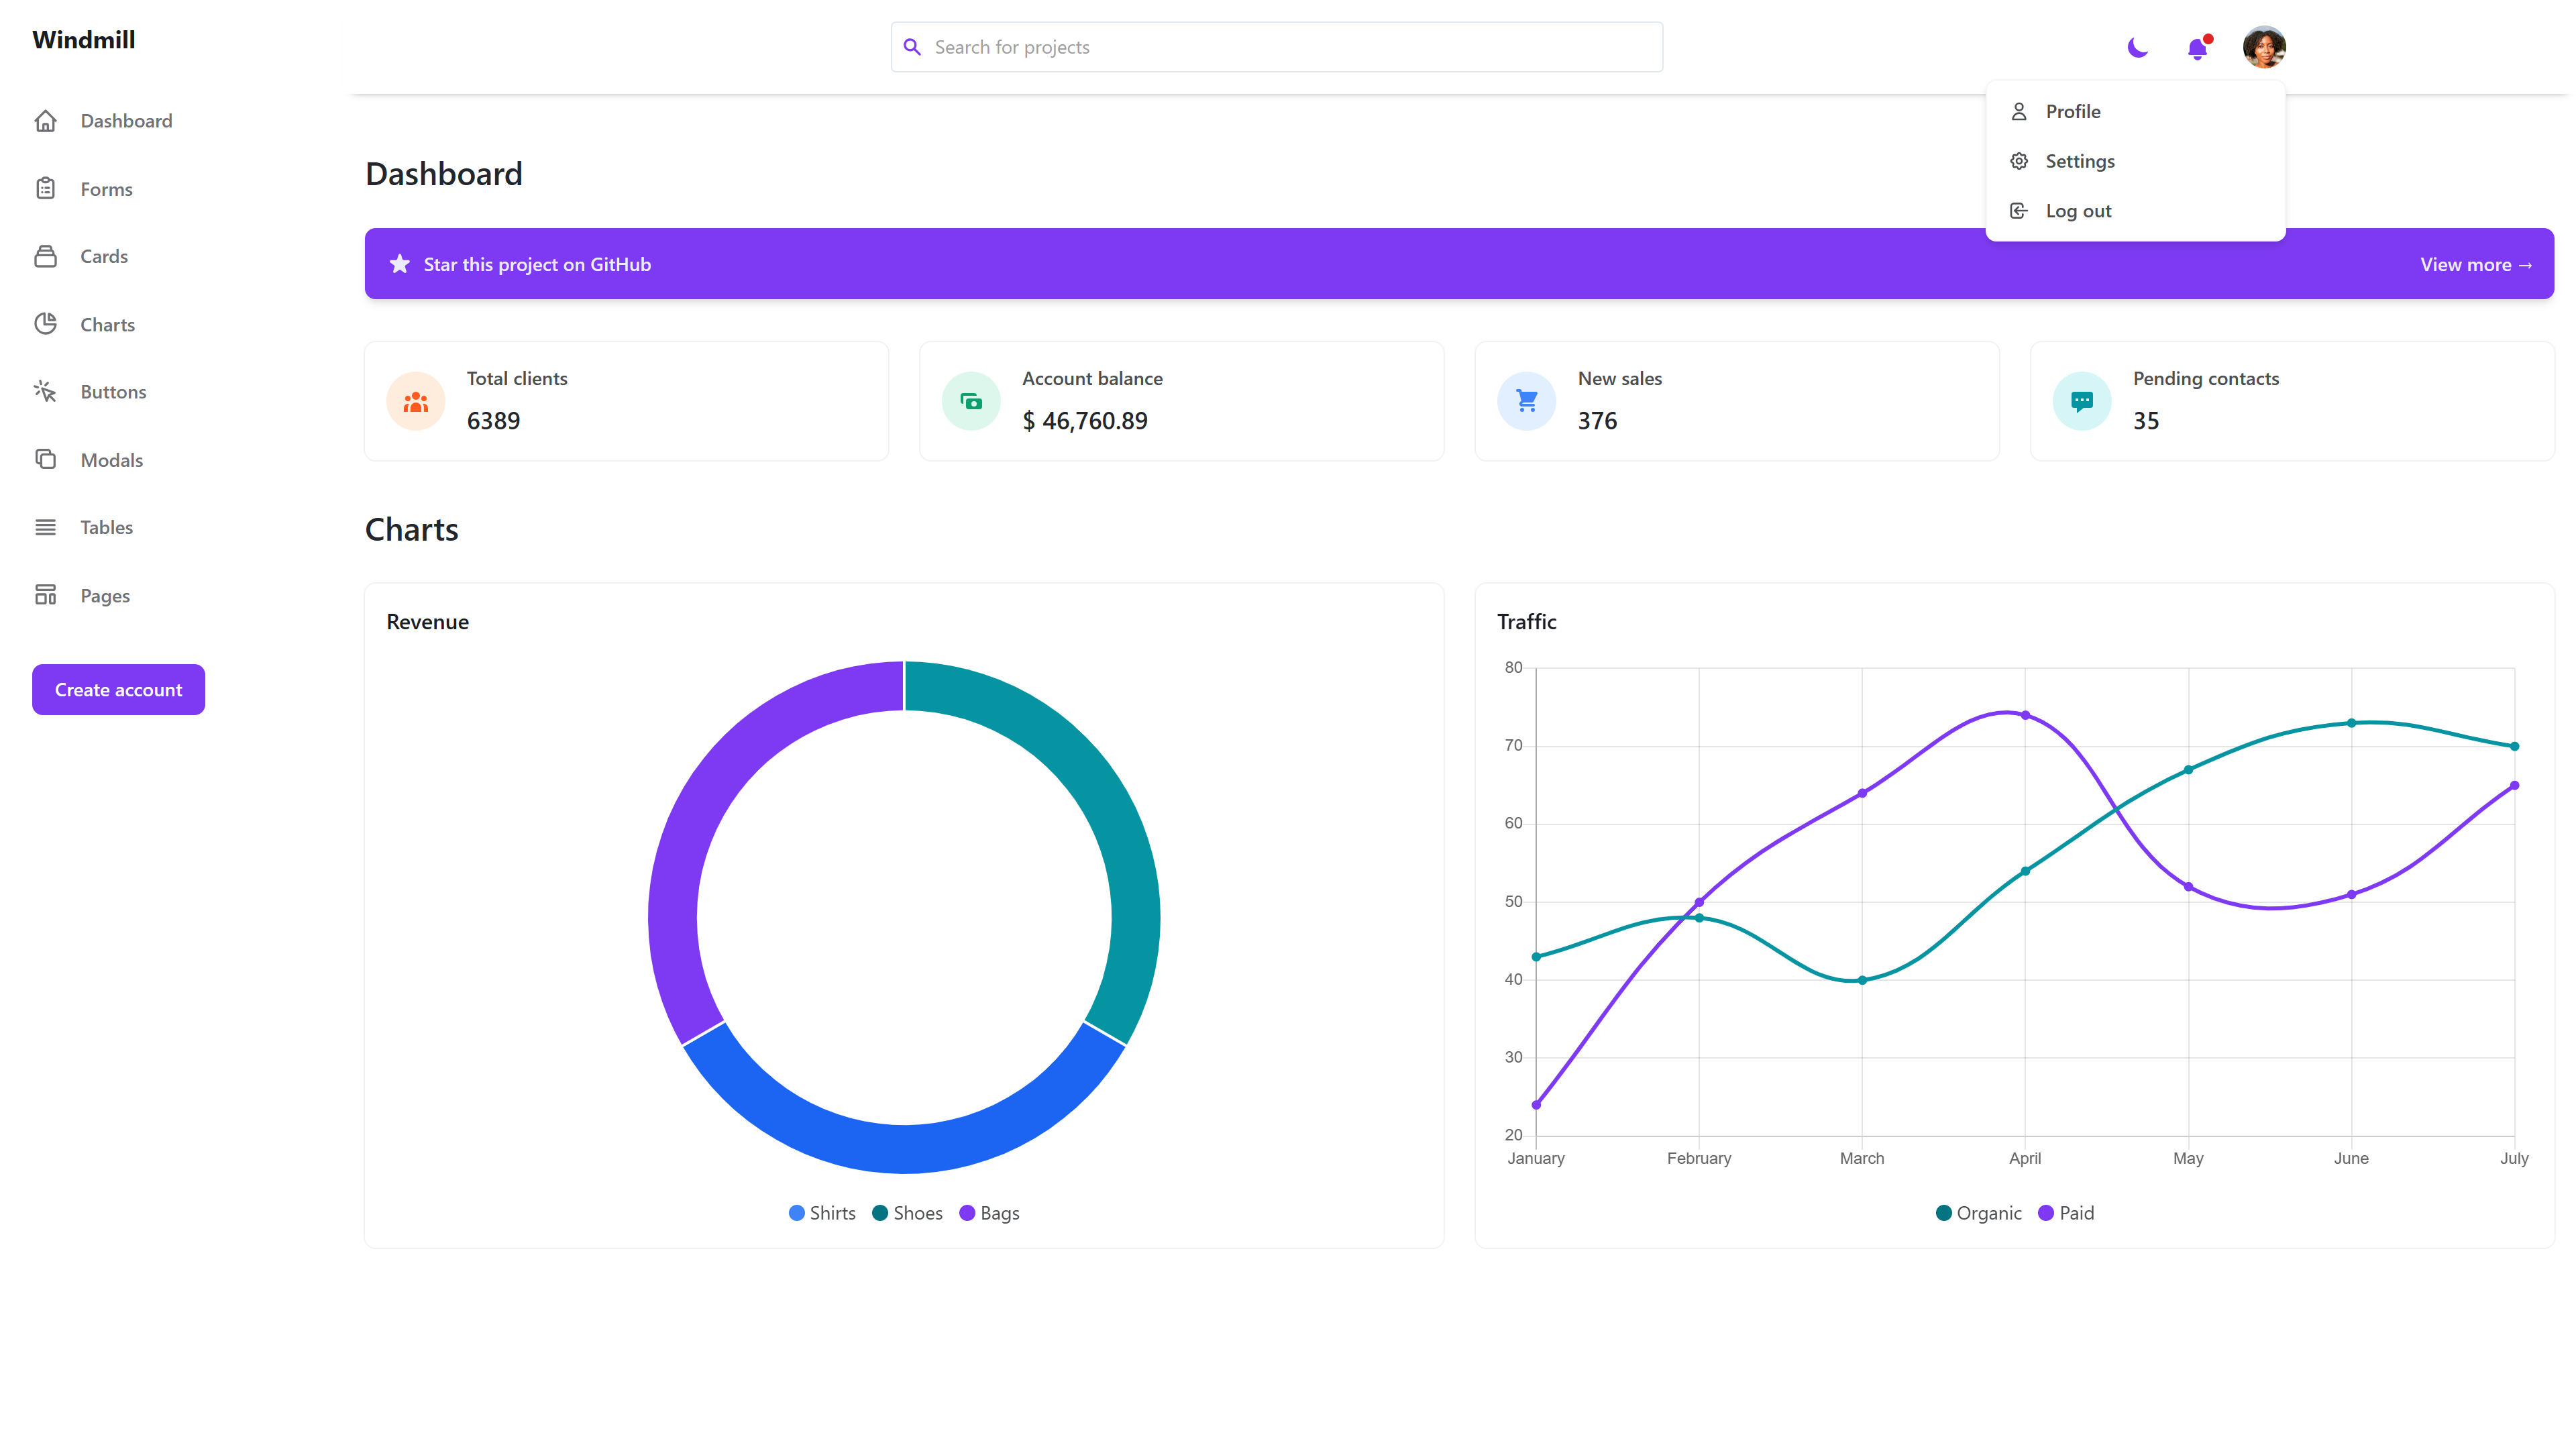 Windmill
Search for projects
Dashboard
Forms
Cards
Charts
Buttons
Modals
Tables
Pages
Create account
Profile
Settings
Log out
Dashboard
Star this project on GitHub
View more →
Total clients
6389
Account balance
$ 46,760.89
New sales
376
Pending contacts
35
Charts
Revenue
Shirts
Shoes
Bags
Traffic
80
70
60
50
40
30
20
January
February
March
April
May
June
July
Organic
Paid